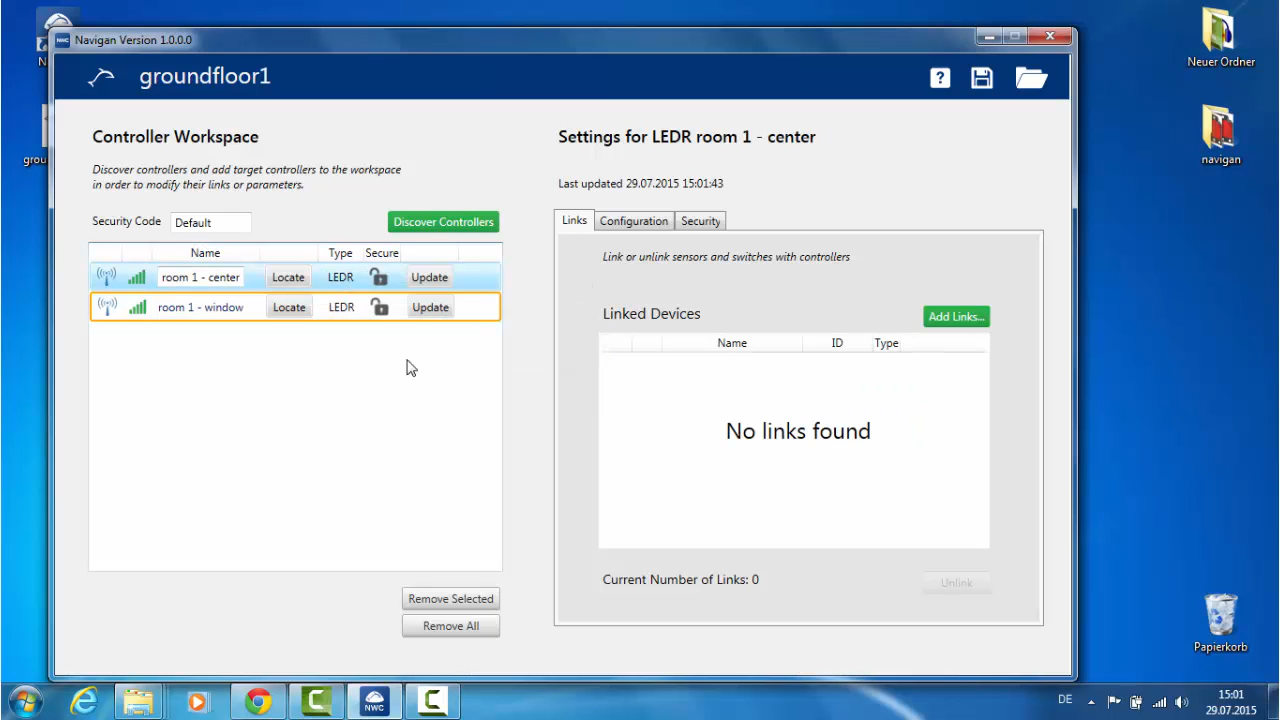 Navigan Version 1.0.0.0
NWC
groundfloor1
?
Controller Workspace
Discover controllers and add target controllers to the workspace
in order to modify their links or parameters.
Security Code Default Discover Controllers
Name Type Secure
room 1 - center Locate LEDR Update
room 1 - window Locate LEDR Update
Remove Selected
Remove All
Settings for LEDR room 1 - center
Last updated 29.07.2015 15:01:43
Links Configuration Security
Link or unlink sensors and switches with controllers
Linked Devices Add Links...
Name ID Type
No links found
Current Number of Links: 0 Unlink
Neuer Ordner
navigan
Papierkorb
NWC
DE
15:01
29.07.2015